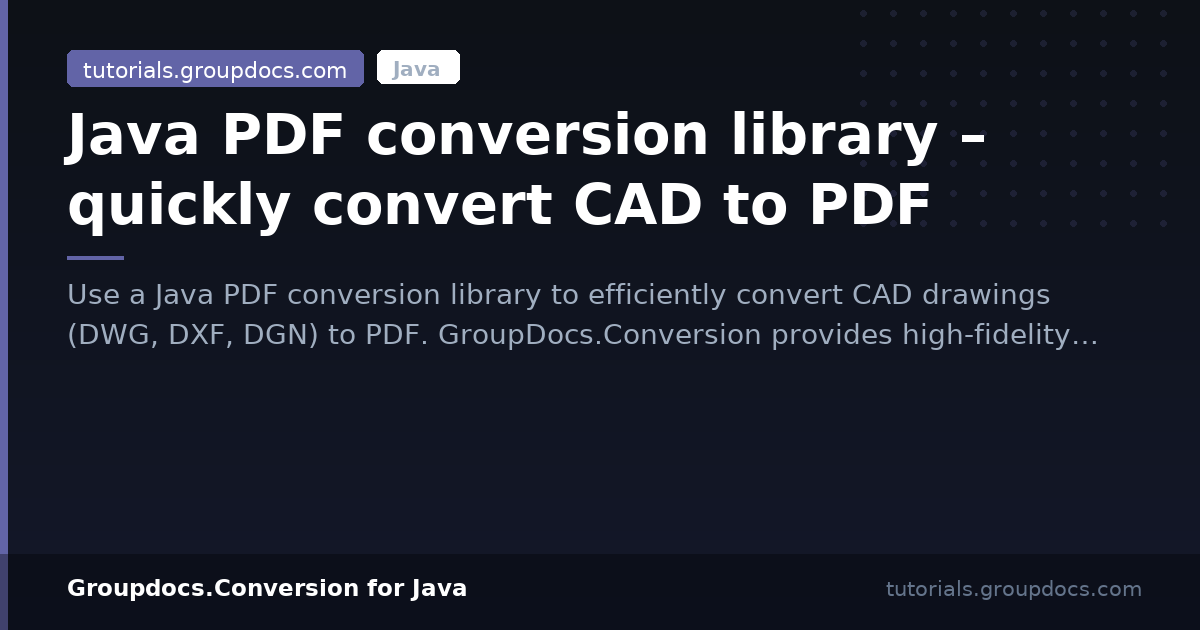 tutorials.groupdocs.com
Java
Java PDF conversion library –
quickly convert CAD to PDF
Use a Java PDF conversion library to efficiently convert CAD drawings
(DWG, DXF, DGN) to PDF. GroupDocs.Conversion provides high-fidelity…
Groupdocs.Conversion for Java
tutorials.groupdocs.com